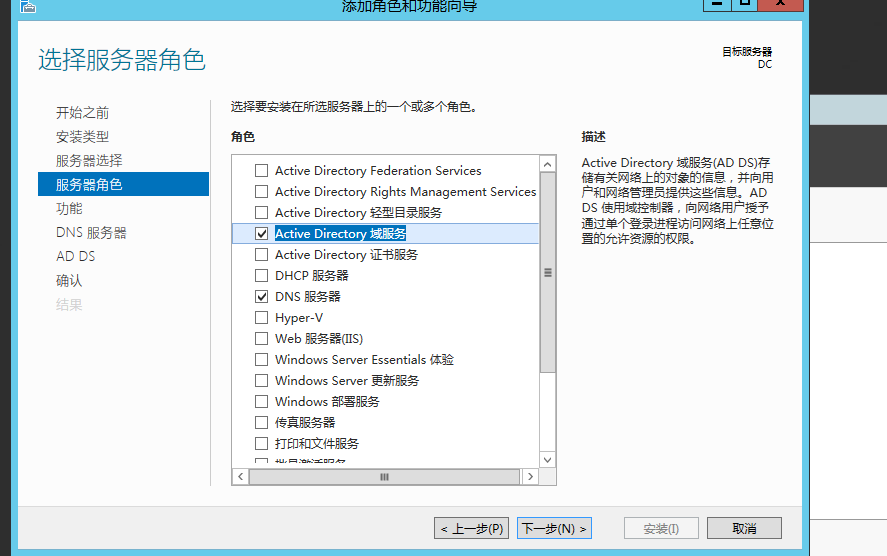 添加角色和功能向导
选择服务器角色
目标服务器
DC
开始之前
安装类型
服务器选择
服务器角色
功能
DNS 服务器
AD DS
确认
结果
选择要安装在所选服务器上的一个或多个角色。
角色
Active Directory Federation Services
Active Directory Rights Management Services
Active Directory 轻型目录服务
Active Directory 域服务
Active Directory 证书服务
DHCP 服务器
DNS 服务器
Hyper-V
Web 服务器(IIS)
Windows Server Essentials 体验
Windows Server 更新服务
Windows 部署服务
传真服务器
打印和文件服务
批量激活服务
描述
Active Directory 域服务(AD DS)存
储有关网络上的对象的信息，并向用
户和网络管理员提供这些信息。AD
DS 使用域控制器，向网络用户授予
通过单个登录进程访问网络上任意位
置的允许资源的权限。
< 上一步(P)
下一步(N) >
安装(I)
取消